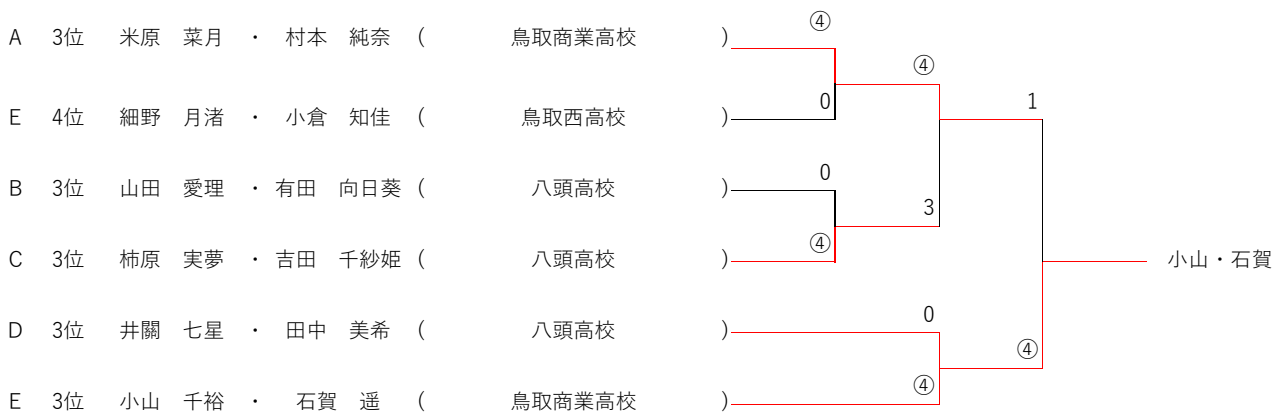 ④
A 3位 米原 菜月 ・ 村本 純奈 ( 鳥取商業高校 )
④
0 1
E 4位 細野 月渚 ・ 小倉 知佳 ( 鳥取西高校 )
0
B 3位 山田 愛理 ・ 有田 向日葵 ( 八頭高校 )
3
④
C 3位 柿原 実夢 ・ 吉田 千紗姫 ( 八頭高校 ) 小山・石賀
0
D 3位 井關 七星 ・ 田中 美希 ( 八頭高校 )
④
④
E 3位 小山 千裕 ・ 石賀 遥 ( 鳥取商業高校 )